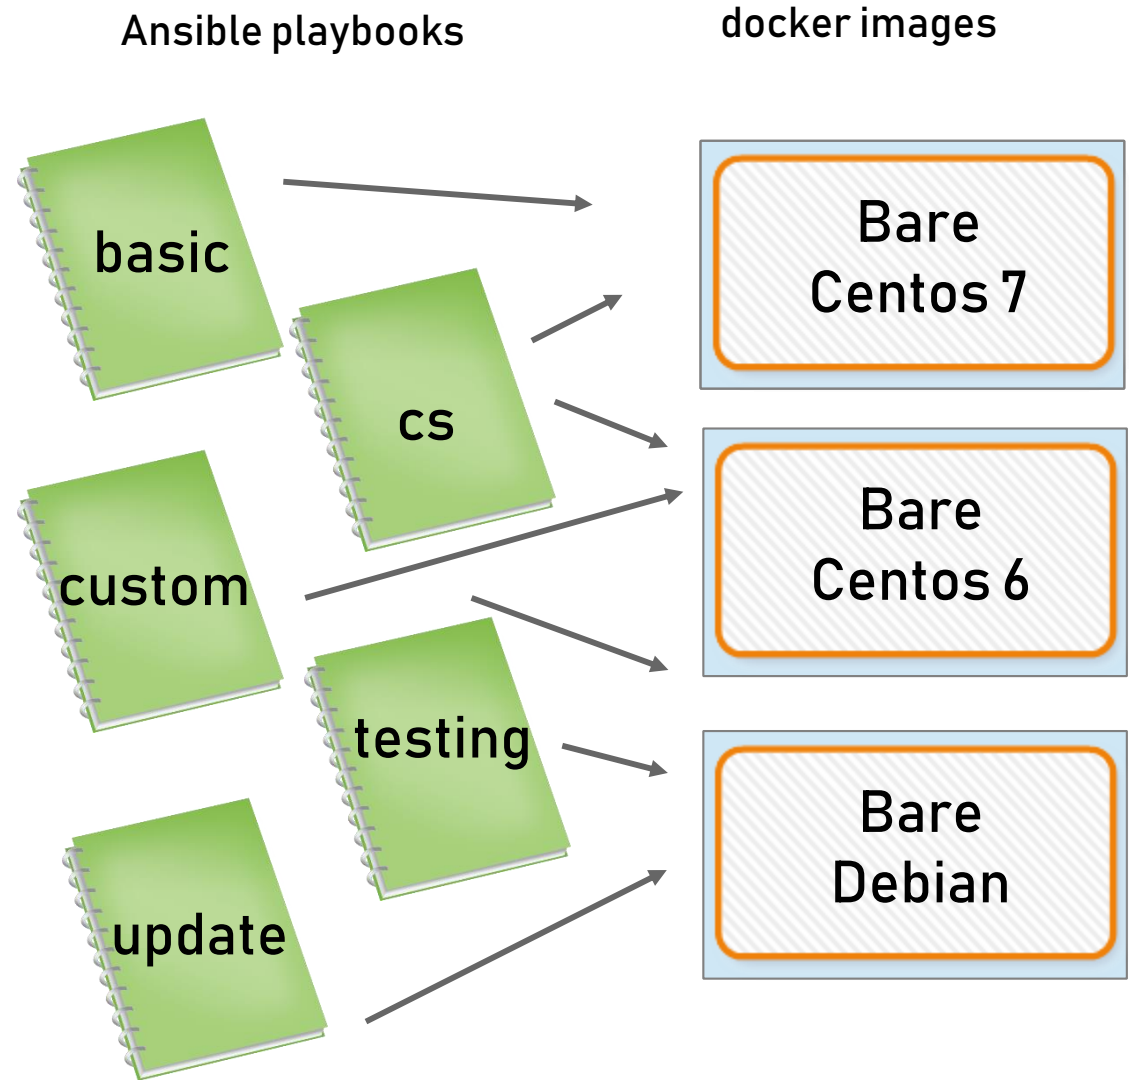 Ansible playbooks
docker images
basic
cs
custom
testing
update
Bare
Centos 7
Bare
Centos 6
Bare
Debian